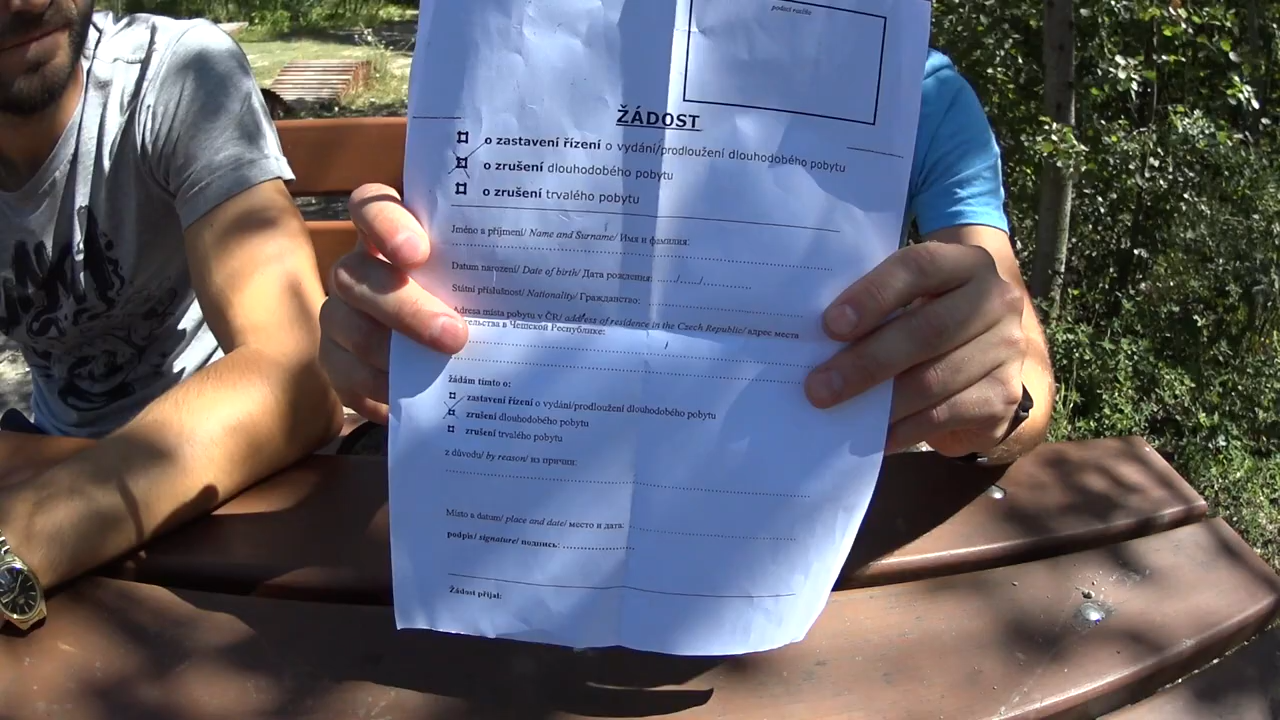 podací razítko
ŽÁDOST
o zastavení řízení o vydání/prodloužení dlouhodobého pobytu
o zrušení dlouhodobého pobytu
o zrušení trvalého pobytu
Jméno a příjmení/ Name and Surname/ Имя и фамилия:
Datum narození/ Date of birth/ Дата рождения: ...../....../..............
Státní příslušnost/ Nationality/ Гражданство:
Adresa místa pobytu v ČR/ address of residence in the Czech Republic/ адрес места
тельства в Чешской Республике:
žádám tímto o:
zastavení řízení o vydání/prodloužení dlouhodobého pobytu
zrušení dlouhodobého pobytu
zrušení trvalého pobytu
z důvodu/ by reason/ из причин:
Místo a datum/ place and date/ место и дата:
podpis/ signature/ подпись:
Žádost přijal: